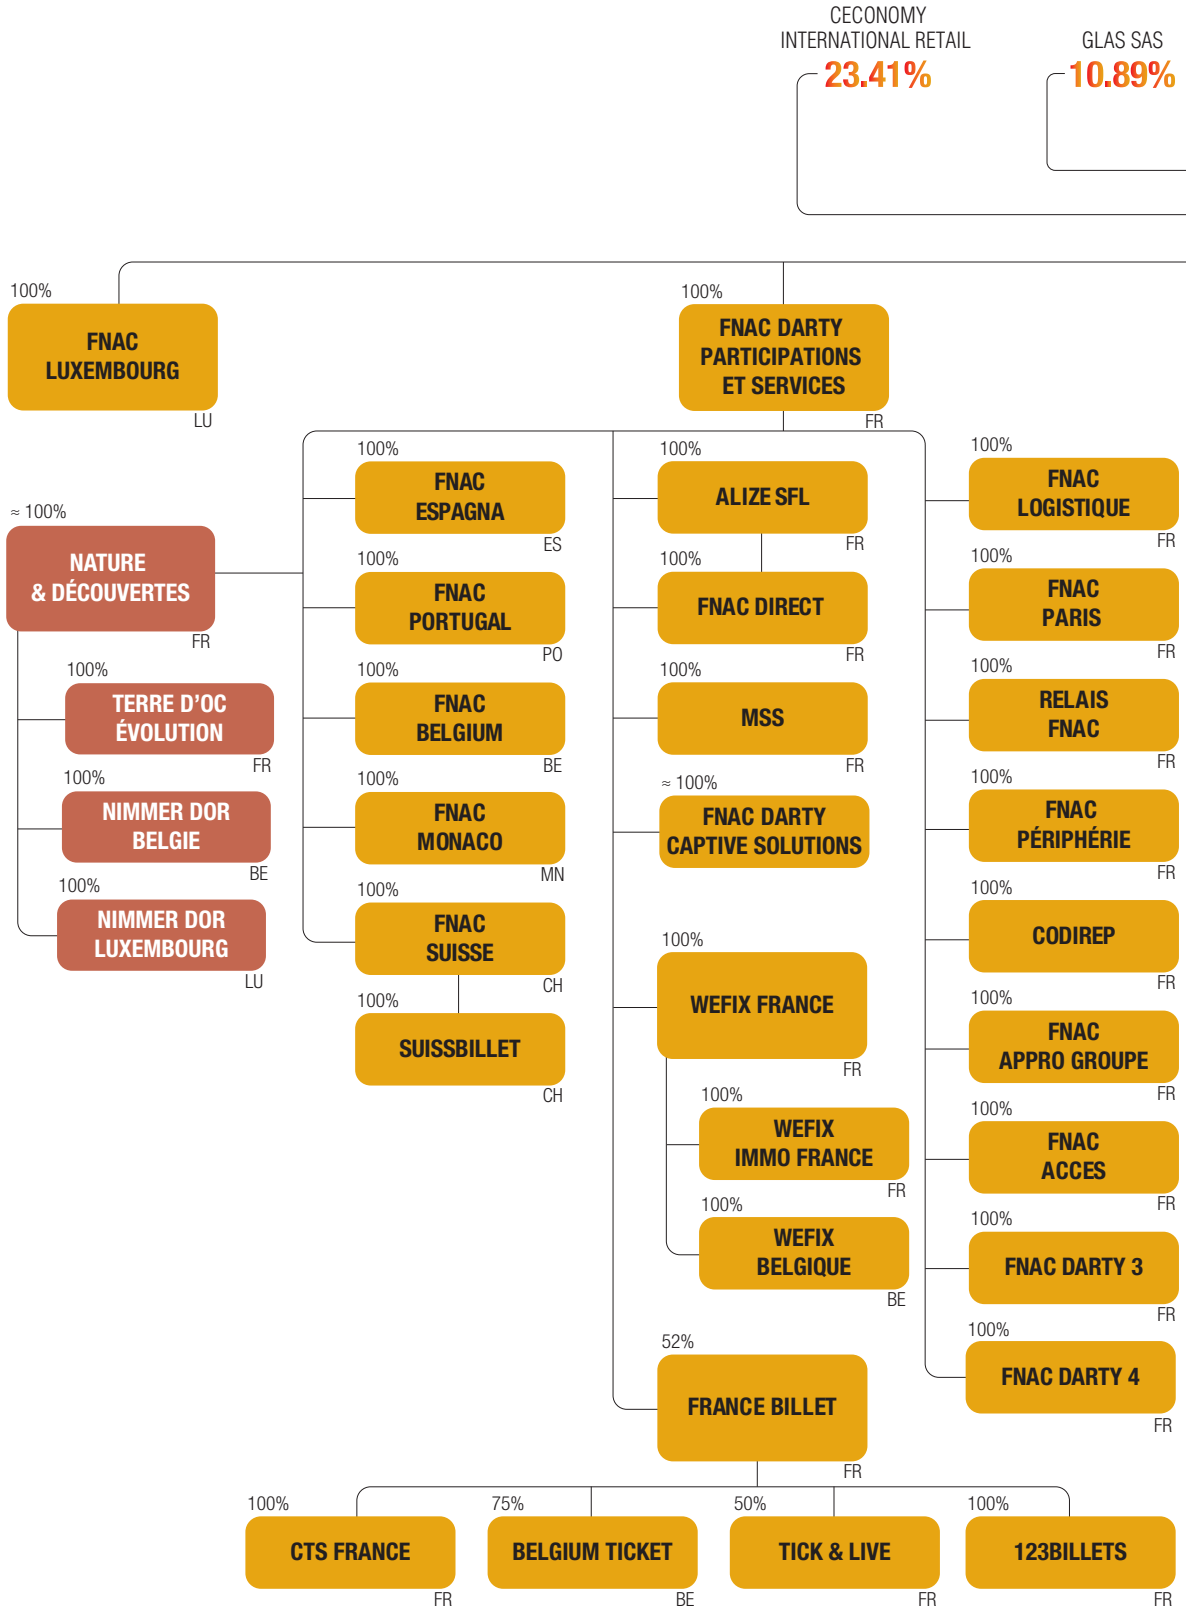 CECONOMY
INTERNATIONAL RETAIL
23.41%
GLAS SAS
10.89%
100%
FNAC
LUXEMBOURG
LU
100%
FNAC DARTY
PARTICIPATIONS
ET SERVICES
FR
≈ 100%
NATURE
& DÉCOUVERTES
FR
100%
TERRE D’OC
ÉVOLUTION
FR
100%
NIMMER DOR
BELGIE
BE
100%
NIMMER DOR
LUXEMBOURG
LU
100%
FNAC
ESPAGNA
ES
100%
FNAC
PORTUGAL
PO
100%
FNAC
BELGIUM
BE
100%
FNAC
MONACO
MN
100%
FNAC
SUISSE
CH
100%
SUISSBILLET
CH
100%
ALIZE SFL
FR
100%
FNAC DIRECT
FR
100%
MSS
FR
≈ 100%
FNAC DARTY
CAPTIVE SOLUTIONS
100%
WEFIX FRANCE
FR
100%
WEFIX
IMMO FRANCE
FR
100%
WEFIX
BELGIQUE
BE
52%
FRANCE BILLET
FR
100%
FNAC
LOGISTIQUE
FR
100%
FNAC
PARIS
FR
100%
RELAIS
FNAC
FR
100%
FNAC
PÉRIPHÉRIE
FR
100%
CODIREP
FR
100%
FNAC
APPRO GROUPE
FR
100%
FNAC
ACCES
FR
100%
FNAC DARTY 3
FR
100%
FNAC DARTY 4
FR
100%
CTS FRANCE
FR
75%
BELGIUM TICKET
BE
50%
TICK & LIVE
FR
100%
123BILLETS
FR